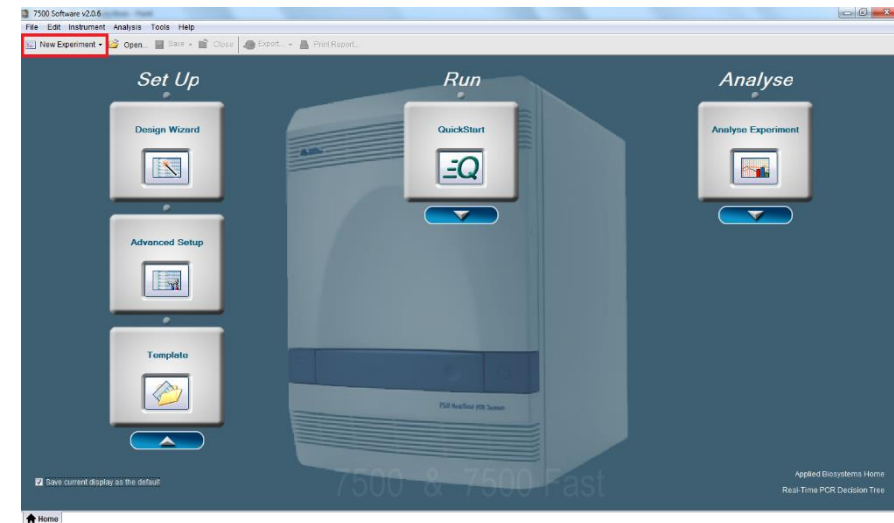 7500 Software v2.0.6
File Edit Instrument Analysis Tools Help
New Experiment Open... Save Close Export... Print Report...
Set Up
Run
Analyse
Design Wizard
QuickStart
Analyse Experiment
Advanced Setup
Template
7500 & 7500 Fast
Save current display as the default
Applied Biosystems Home
Real-Time PCR Decision Tree
Home